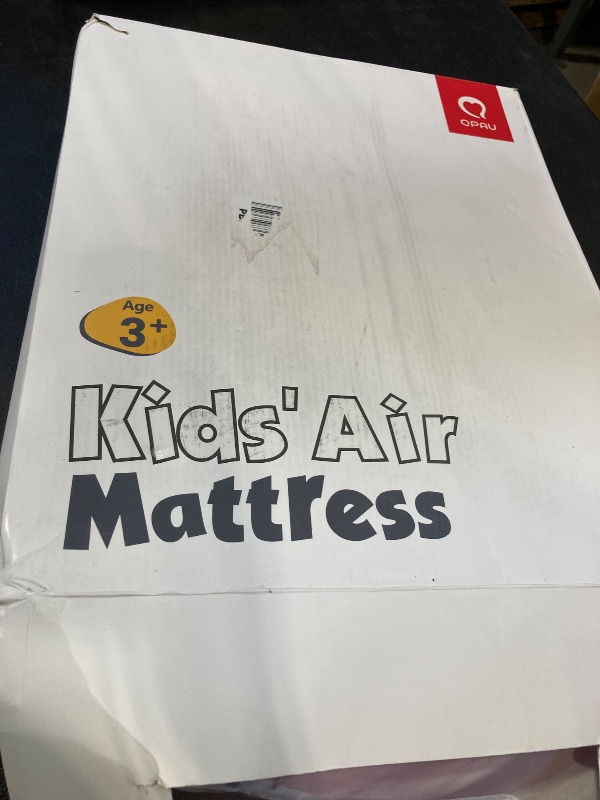 QPAU
Age
3+
Kids' Air
Mattress